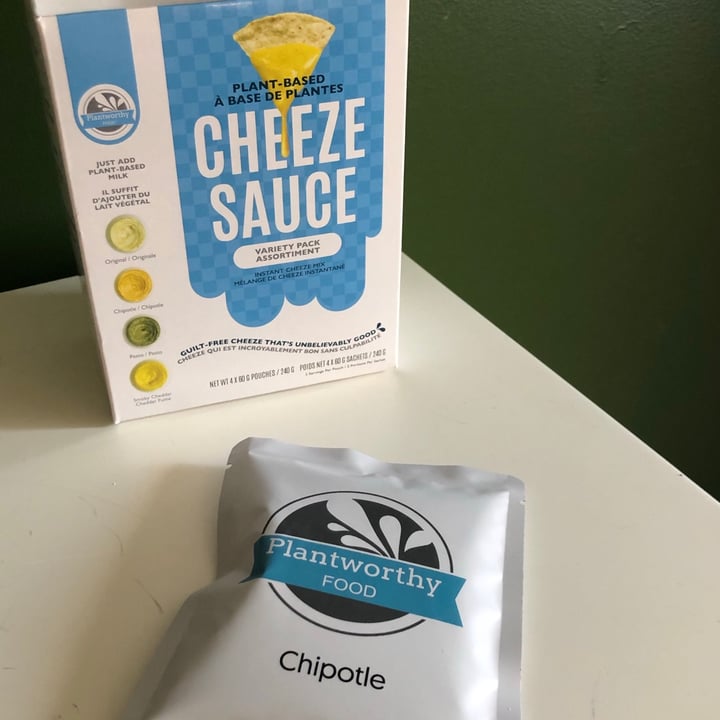 Plantworthy
FOOD
JUST ADD
PLANT-BASED
MILK
IL SUFFIT
D'AJOUTER DU
LAIT VÉGÉTAL
Original / Originale
Chipotle / Chipotle
Pesto / Pesto
Smoky Cheddar
Cheddar Fumé
PLANT-BASED
À BASE DE PLANTES
CHEEZE
SAUCE
VARIETY PACK
ASSORTIMENT
INSTANT CHEEZE MIX
MÉLANGE DE CHEEZE INSTANTANÉ
GUILT-FREE CHEEZE THAT'S UNBELIEVABLY GOOD
CHEEZE QUI EST INCROYABLEMENT BON SANS CULPABILITÉ
NET WT 4 X 60 G POUCHES / 240 G POIDS NET 4 X 60 G SACHETS / 240 G
Plantworthy
FOOD
Chipotle